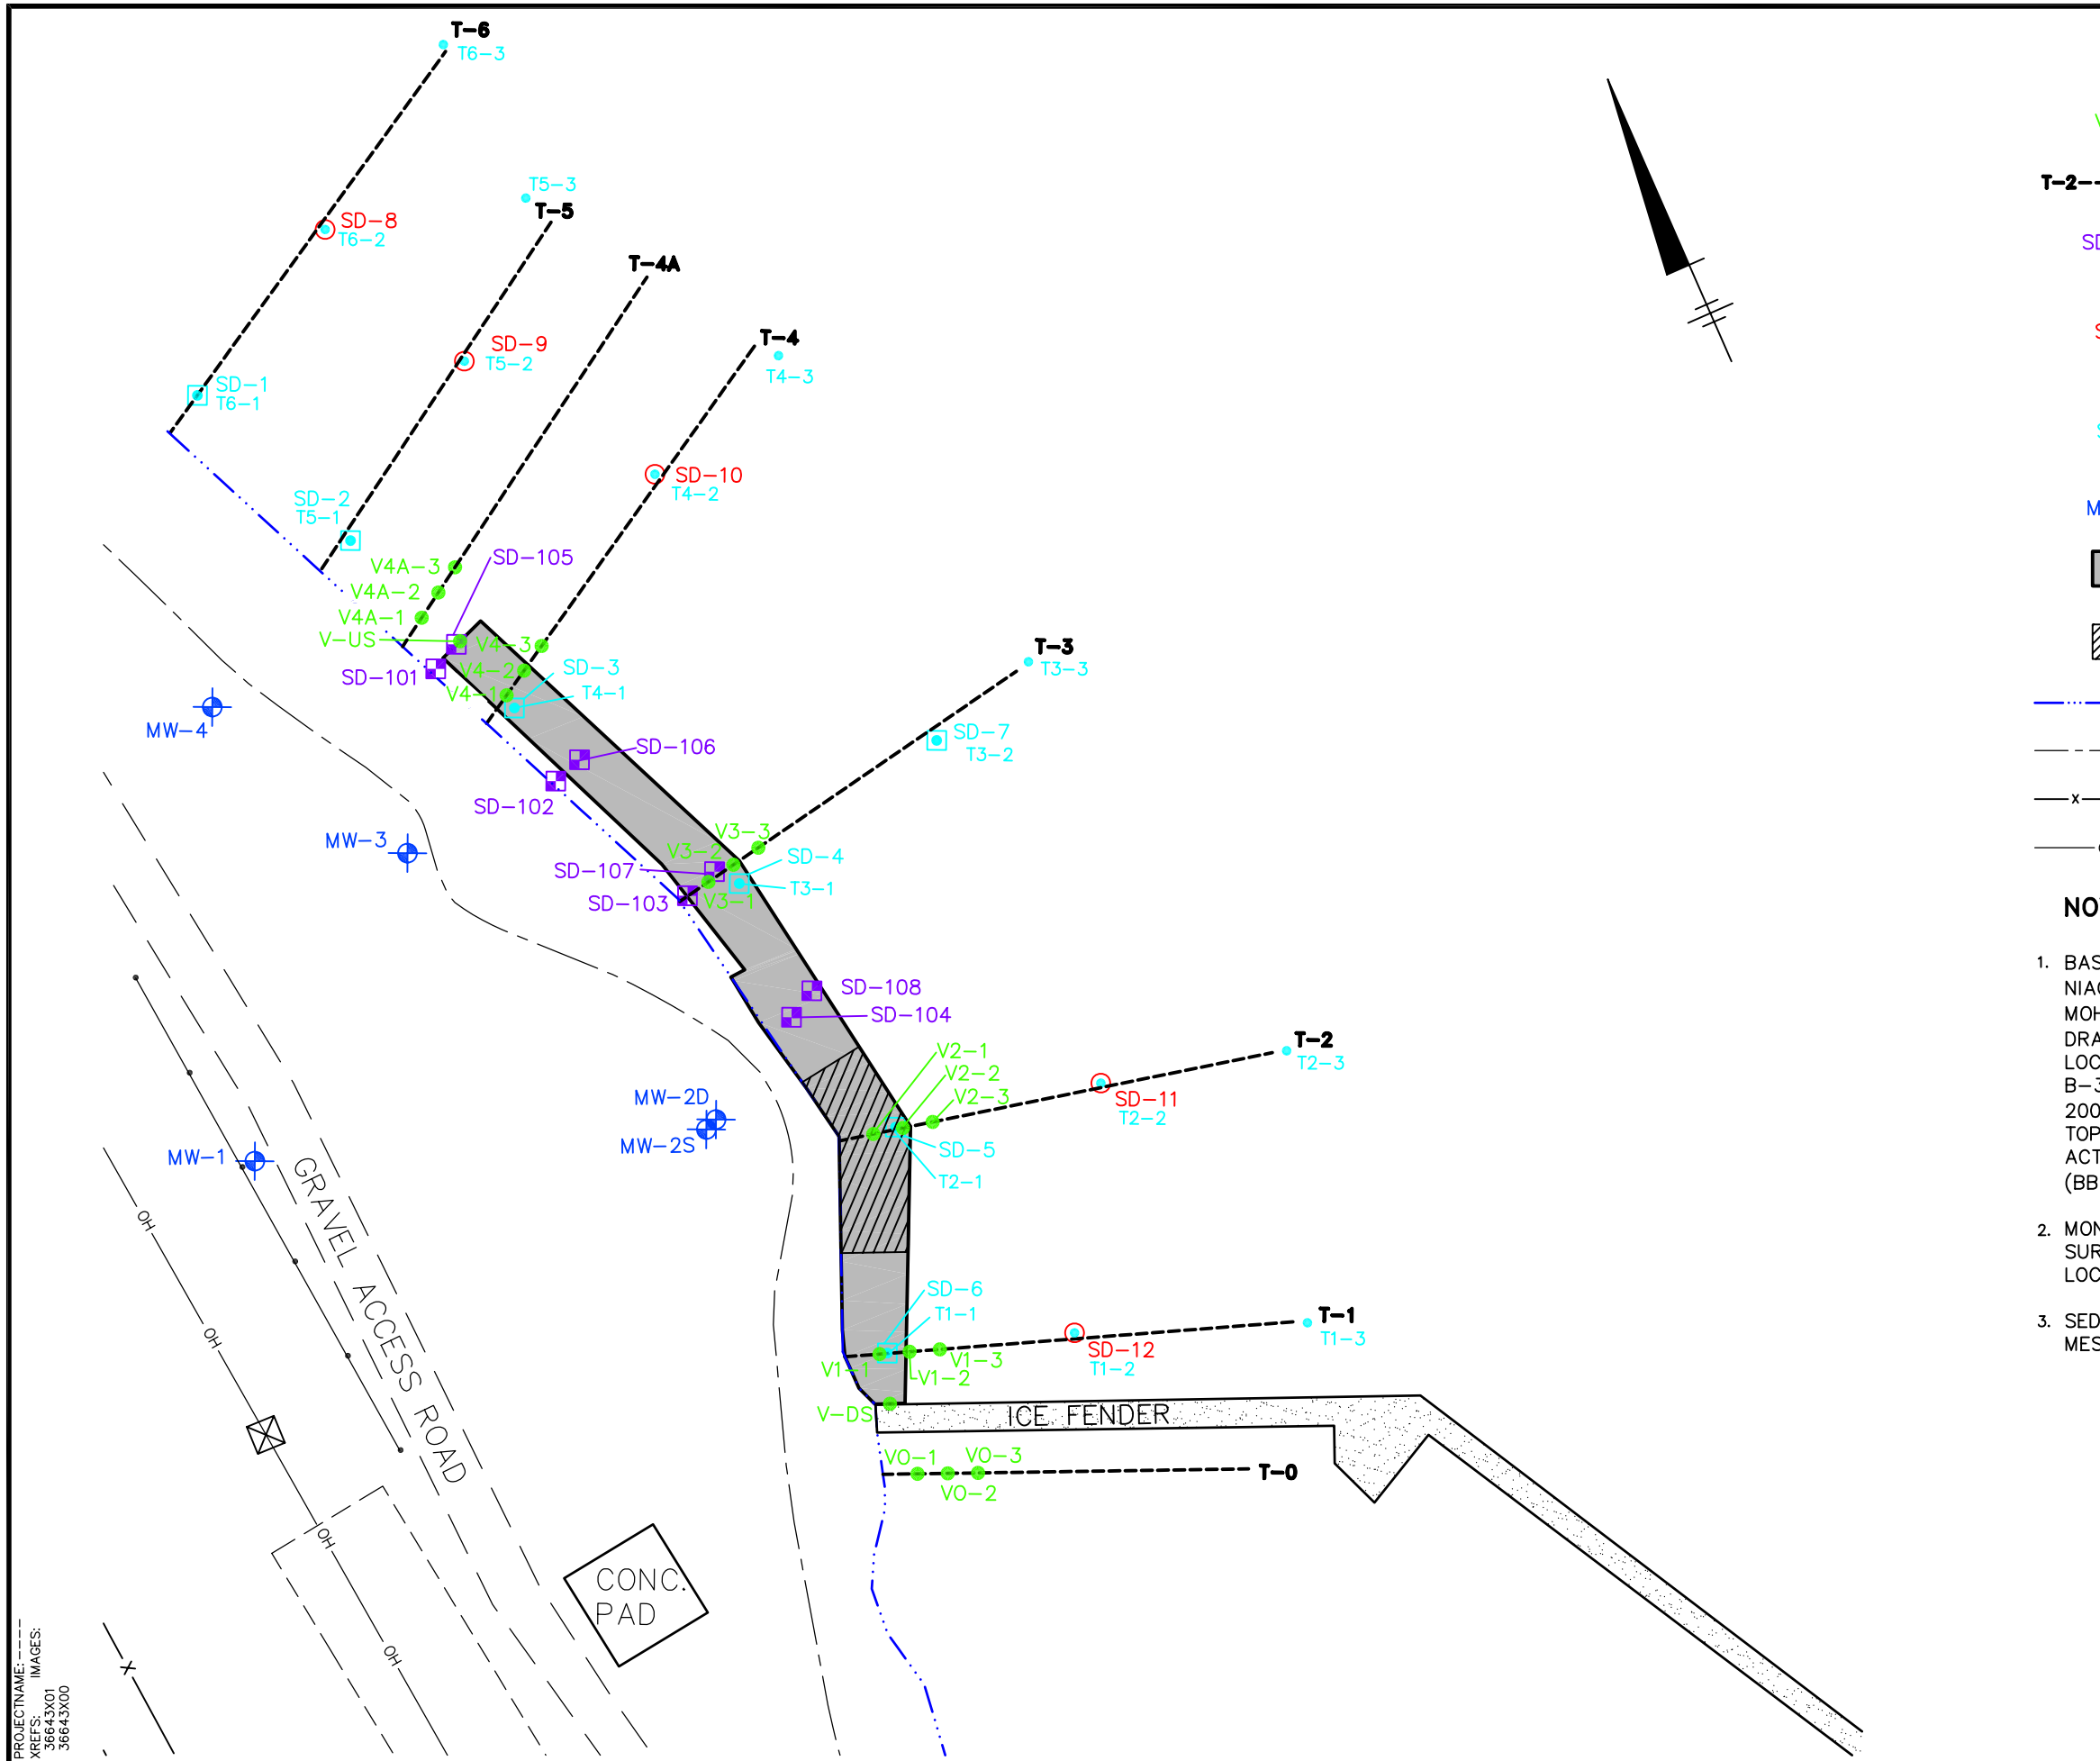 T-6
T6-3
T5-3
T-5
SD-8
T6-2
T-4A
T-4
T4-3
SD-9
T5-2
SD-1
T6-1
SD-10
T4-2
SD-2
T5-1
V4A-3
SD-105
V4A-2
V4A-1
V-US
V4-3
SD-101
V4-2
SD-3
V4-1
T4-1
MW-4
T-3
T3-3
SD-7
T3-2
SD-106
SD-102
MW-3
V3-3
V3-2
SD-4
SD-107
T3-1
SD-103
V3-1
SD-108
SD-104
T-2
T2-3
V2-1
V2-2
V2-3
SD-11
T2-2
MW-2D
MW-2S
SD-5
T2-1
MW-1
GRAVEL ACCESS ROAD
OH
OH
OH
OH
SD-6
T1-1
T-1
T1-3
V1-1
V1-3
V1-2
SD-12
T1-2
V-DS
ICE FENDER
VO-1
VO-3
VO-2
T-0
CONC.
PAD
X
T-2
X
1. BAS
NIAG
MOH
DRA
LOC
B-3
200
TOP
ACT
(BB
2. MON
SUR
LOC
3. SED
MES
PROJECTNAME: ----
XREFS: IMAGES:
36643X01
36643X00